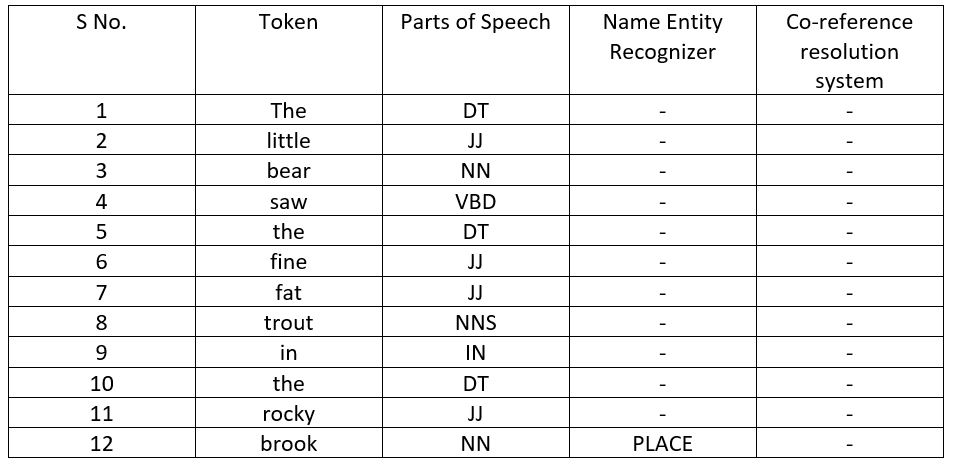 S No. Token Parts of Speech Name Entity Co-reference
Recognizer resolution
system
1 The DT - -
2 little JJ - -
3 bear NN - -
4 saw VBD - -
5 the DT - -
6 fine JJ - -
7 fat JJ - -
8 trout NNS - -
9 in IN - -
10 the DT - -
11 rocky JJ - -
12 brook NN PLACE -